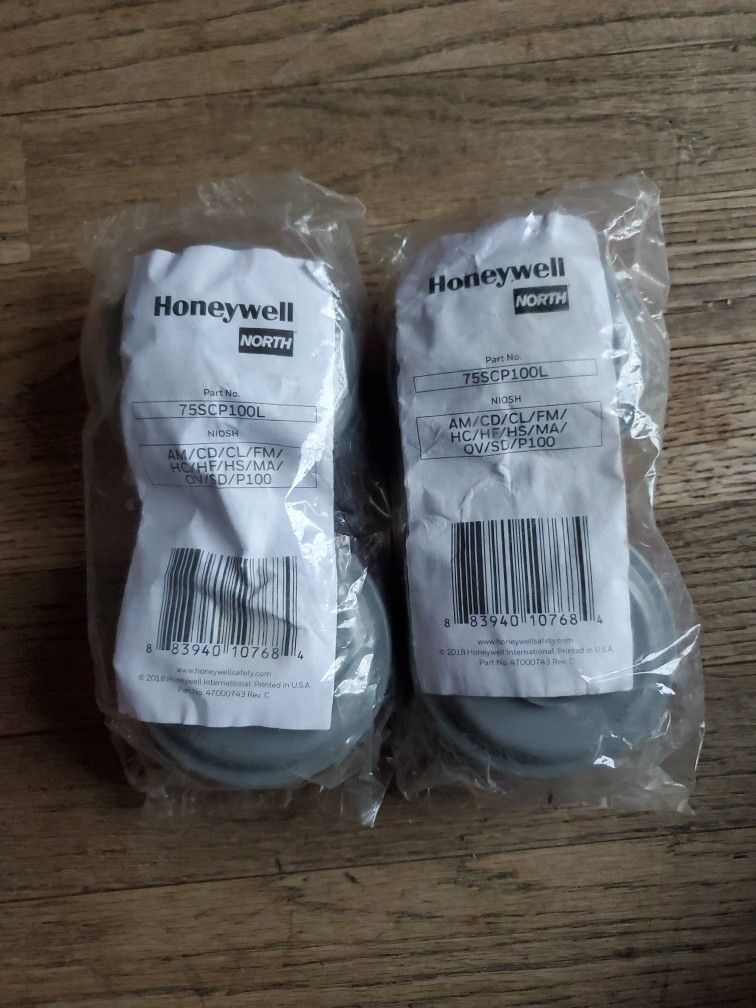 Honeywell
NORTH
Part No.
75SCP100L
NIOSH
AM/CD/CL/FM/
HC/HF/HS/MA/
OV/SD/P100
8 83940 10768 4
www.honeywellsafety.com
© 2018 Honeywell International. Printed in U.S.A
Part No. 47000743 Rev. C
Honeywell
NORTH
Part No.
75SCP100L
NIOSH
AM/CD/CL/FM/
HC/HF/HS/MA/
OV/SD/P100
8 83940 10768 4
www.honeywellsafety.com
© 2018 Honeywell International. Printed in U.S.A
Part No. 47000743 Rev. C